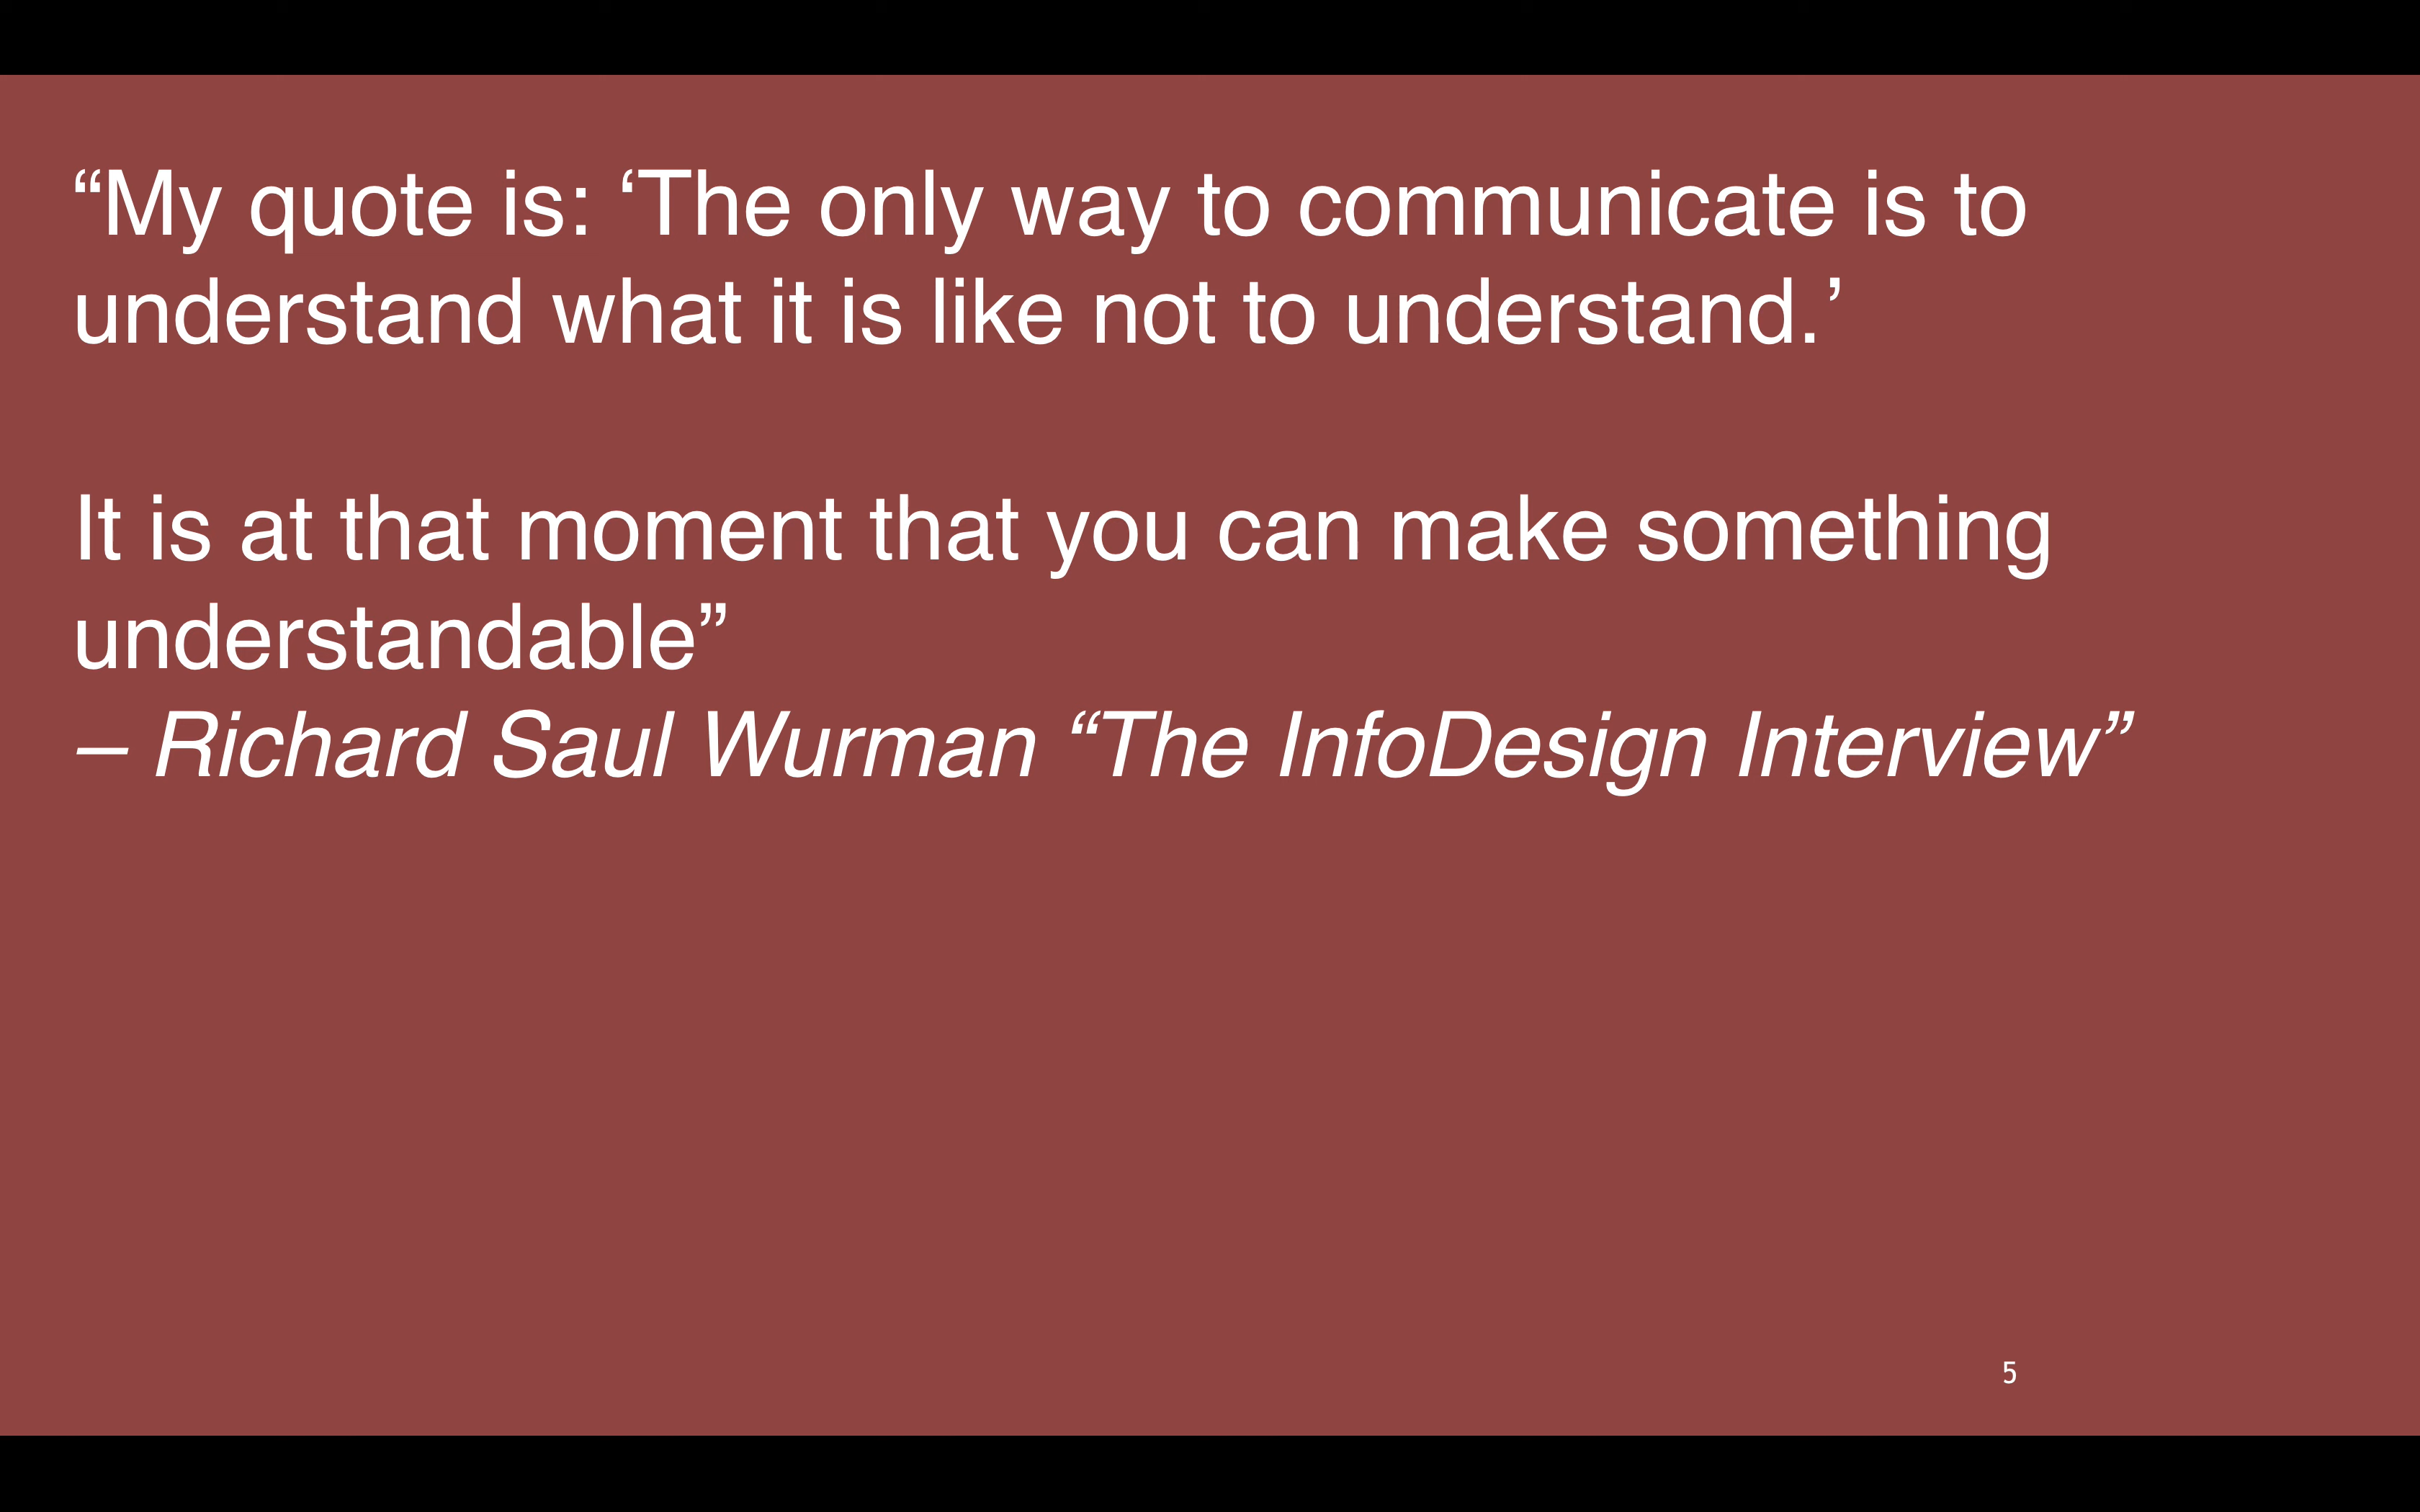 “My quote is: ‘The only way to communicate is to
understand what it is like not to understand.’
It is at that moment that you can make something
understandable”
– Richard Saul Wurman “The InfoDesign Interview”
5